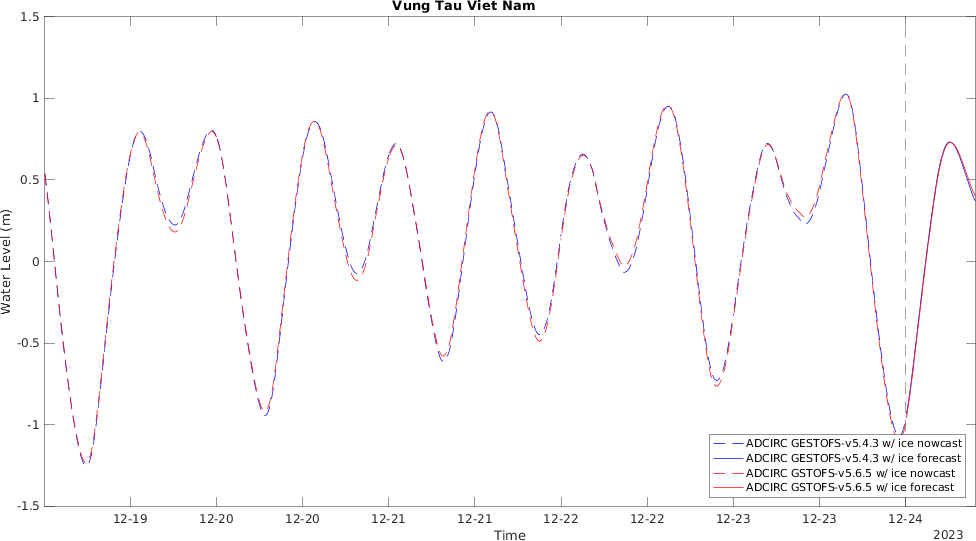 Vung Tau Viet Nam
1.5
1
0.5
0
-0.5
-1
-1.5
Water Level (m)
ADCIRC GESTOFS-v5.4.3 w/ ice nowcast
ADCIRC GESTOFS-v5.4.3 w/ ice forecast
ADCIRC GSTOFS-v5.6.5 w/ ice nowcast
ADCIRC GSTOFS-v5.6.5 w/ ice forecast
12-19 12-20 12-20 12-21 12-21 12-22 12-22 12-23 12-23 12-24
Time
2023